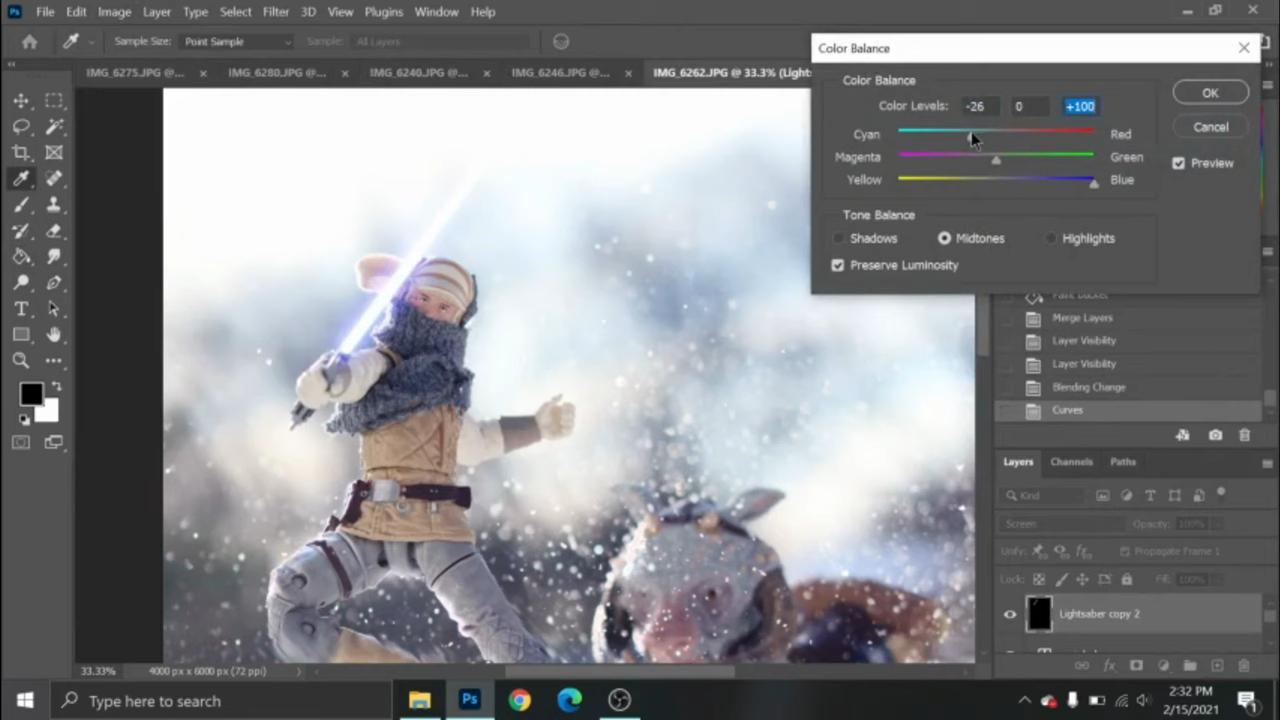 Ps File Edit Image Layer Type Select Filter 3D View Plugins Window Help
Sample Size: Point Sample Sample: All Layers
IMG_6275.JPG @ ... × IMG_6280.JPG @... × IMG_6240.JPG @... × IMG_6246.JPG @... × IMG_6262.JPG @ 33.3% (Lights
Color Balance
Color Balance
Color Levels: -26 0 +100
Cyan Red
Magenta Green
Yellow Blue
OK
Cancel
Preview
Tone Balance
Shadows Midtones Highlights
Preserve Luminosity
Paint Bucket
Merge Layers
Layer Visibility
Layer Visibility
Blending Change
Curves
Layers Channels Paths
Kind
Screen Opacity: 100%
Unify: Propagate Frame 1
Lock: Fill: 100%
Lightsaber copy 2
33.33% 4000 px x 6000 px (72 ppi)
Type here to search
Ps
2:32 PM
2/15/2021
1